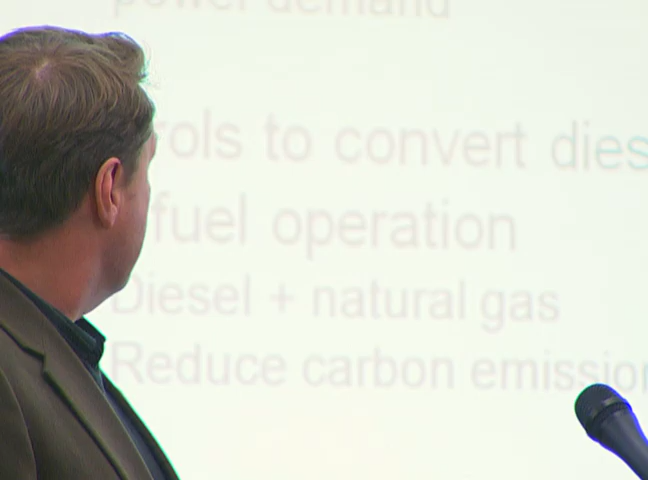 power demand
rols to convert dies
fuel operation
Diesel + natural gas
Reduce carbon emission